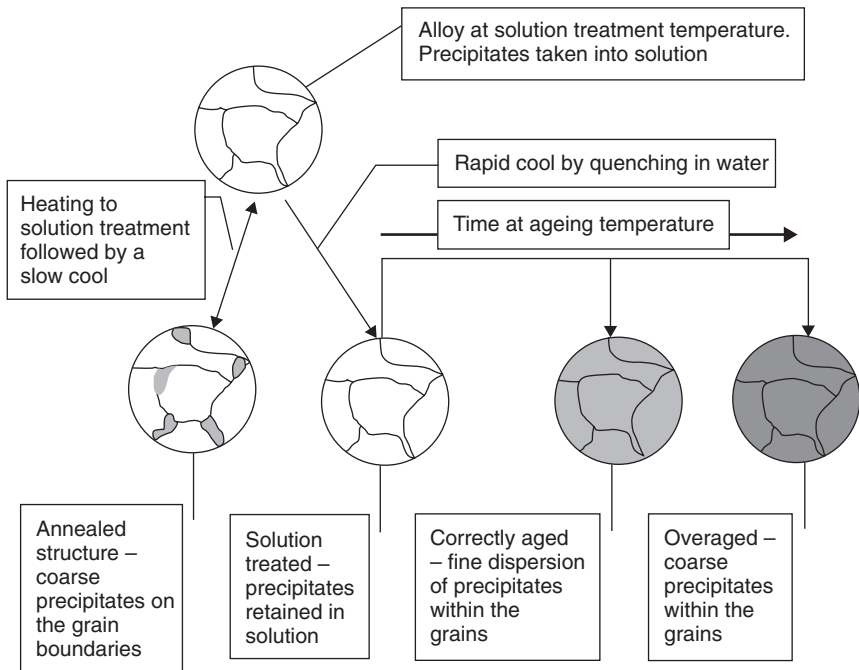 Alloy at solution treatment temperature.
Precipitates taken into solution
Rapid cool by quenching in water
Heating to
solution treatment
followed by a
slow cool
Time at ageing temperature
Annealed
structure –
coarse
precipitates on
the grain
boundaries
Solution
treated –
precipitates
retained in
solution
Correctly aged
– fine dispersion
of precipitates
within the
grains
Overaged –
coarse
precipitates
within the
grains